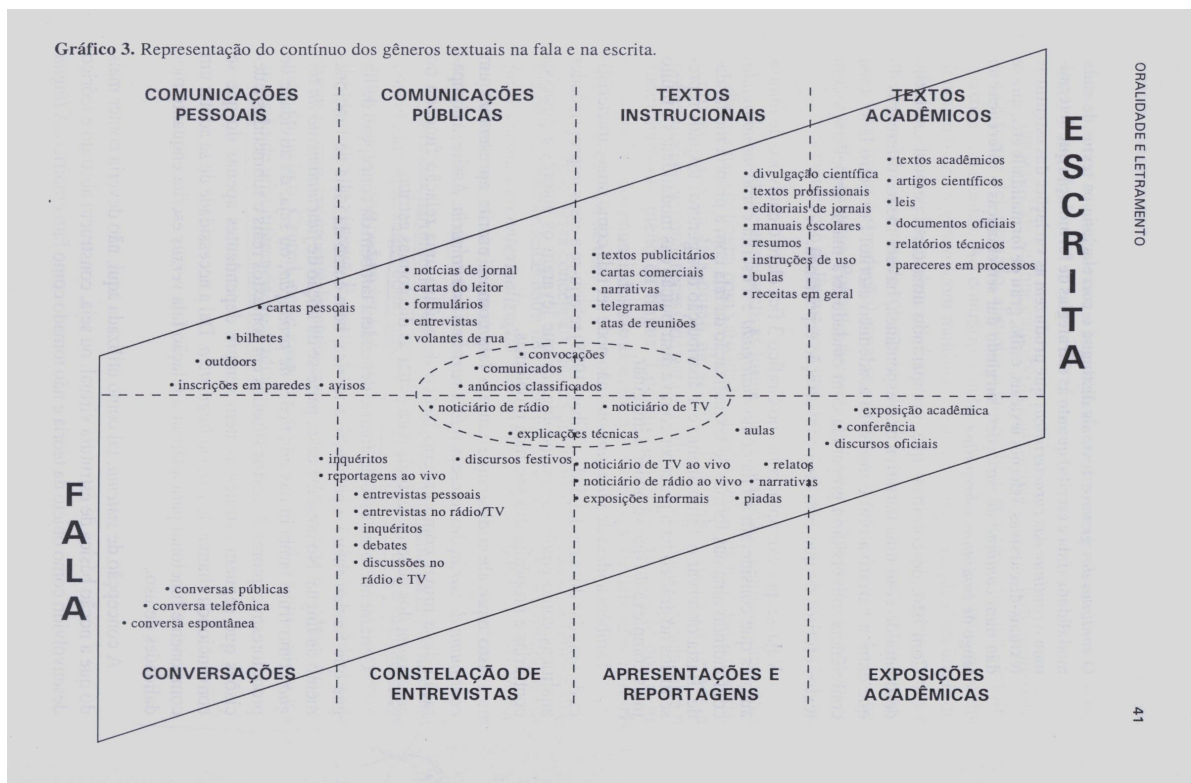 Gráfico 3. Representação do contínuo dos gêneros textuais na fala e na escrita.
COMUNICAÇÕES
PESSOAIS
COMUNICAÇÕES
PÚBLICAS
TEXTOS
INSTRUCIONAIS
TEXTOS
ACADÊMICOS
• textos acadêmicos
• artigos científicos
• leis
• documentos oficiais
• relatórios técnicos
• pareceres em processos
• divulgação científica
• textos profissionais
• editoriais de jornais
• manuais escolares
• resumos
• instruções de uso
• bulas
• receitas em geral
• textos publicitários
• cartas comerciais
• narrativas
• telegramas
• atas de reuniões
• notícias de jornal
• cartas do leitor
• formulários
• entrevistas
• volantes de rua
• cartas pessoais
• bilhetes
• outdoors
• inscrições em paredes
• avisos
• convocações
• comunicados
• anúncios classificados
• noticiário de rádio
• noticiário de TV
• explicações técnicas
• aulas
• exposição acadêmica
• conferência
• discursos oficiais
• inquéritos
• reportagens ao vivo
• discursos festivos
• entrevistas pessoais
• entrevistas no rádio/TV
• inquéritos
• debates
• discussões no
rádio e TV
• noticiário de TV ao vivo
• noticiário de rádio ao vivo
• exposições informais
• relatos
• narrativas
• piadas
• conversas públicas
• conversa telefônica
• conversa espontânea
CONVERSAÇÕES
CONSTELAÇÃO DE
ENTREVISTAS
APRESENTAÇÕES E
REPORTAGENS
EXPOSIÇÕES
ACADÊMICAS
FALA
ESCRITA
ORALIDADE E LETRAMENTO
41